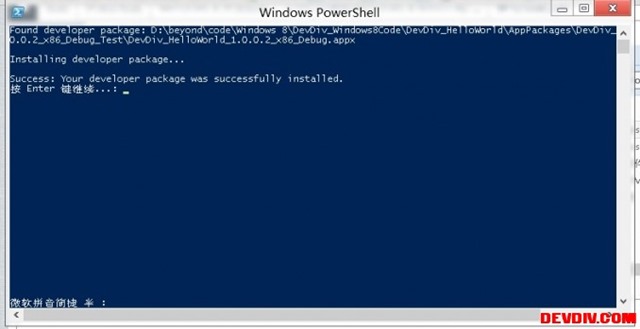 Windows PowerShell
Found developer package: D:\beyond\code\Windows 8\DevDiv_Windows8Code\DevDiv_HelloWorld\AppPackages\DevDiv_
0.0.2_x86_Debug_Test\DevDiv_HelloWorld_1.0.0.2_x86_Debug.appx
Installing developer package...
Success: Your developer package was successfully installed.
按 Enter 键继续...:
微软拼音简捷 半 :
DEVDIV.COM